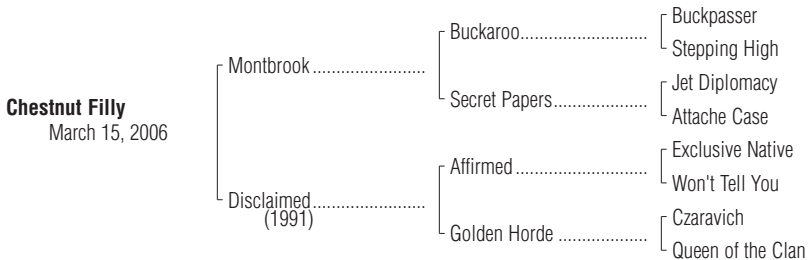 Buckpasser
Buckaroo
Stepping High
Montbrook
Jet Diplomacy
Secret Papers
Attache Case
Chestnut Filly
March 15, 2006
Exclusive Native
Affirmed
Won't Tell You
Disclaimed
(1991)
Czaravich
Golden Horde
Queen of the Clan